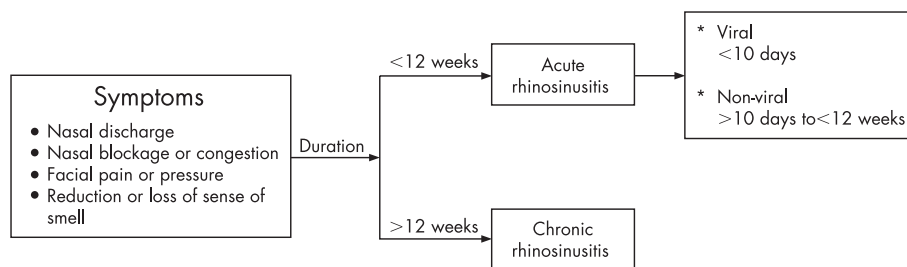 Symptoms
• Nasal discharge
• Nasal blockage or congestion
• Facial pain or pressure
• Reduction or loss of sense of
smell
Duration
<12 weeks
Acute
rhinosinusitis
* Viral
<10 days
* Non-viral
>10 days to<12 weeks
>12 weeks
Chronic
rhinosinusitis